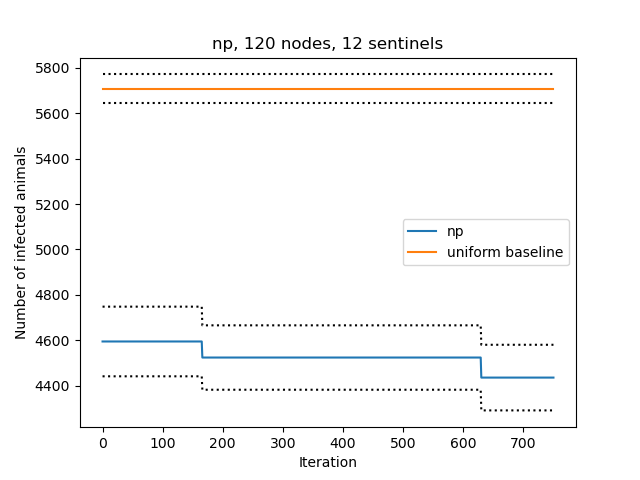 np, 120 nodes, 12 sentinels
Number of infected animals
5800
5600
5400
5200
5000
4800
4600
4400
np
uniform baseline
0 100 200 300 400 500 600 700
Iteration